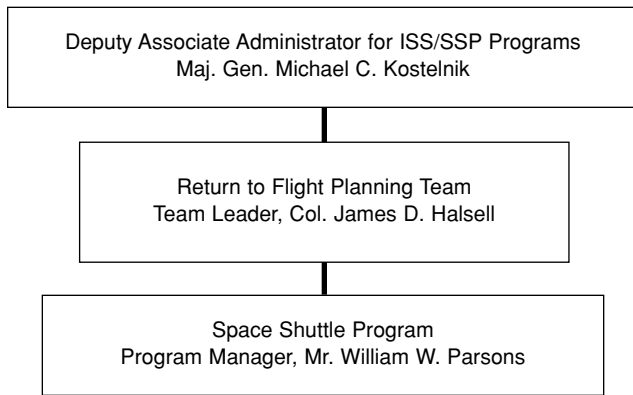 Deputy Associate Administrator for ISS/SSP Programs
Maj. Gen. Michael C. Kostelnik
Return to Flight Planning Team
Team Leader, Col. James D. Halsell
Space Shuttle Program
Program Manager, Mr. William W. Parsons